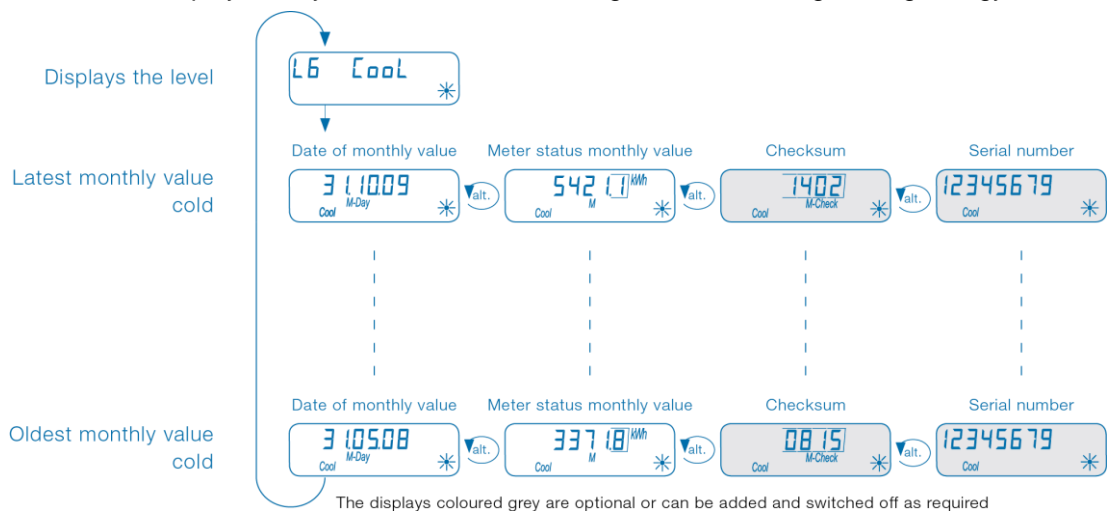 Displays the level
L6 Cool
Latest monthly value cold
Date of monthly value
31.10.09
Cool M-Day
alt.
Meter status monthly value
5421.1 kWh
Cool M
alt.
Checksum
1402
Cool M-Check
alt.
Serial number
12345679
Cool
Oldest monthly value cold
Date of monthly value
31.05.08
Cool M-Day
alt.
Meter status monthly value
3371.8 kWh
Cool M
alt.
Checksum
0815
Cool M-Check
alt.
Serial number
12345679
Cool
The displays coloured grey are optional or can be added and switched off as required